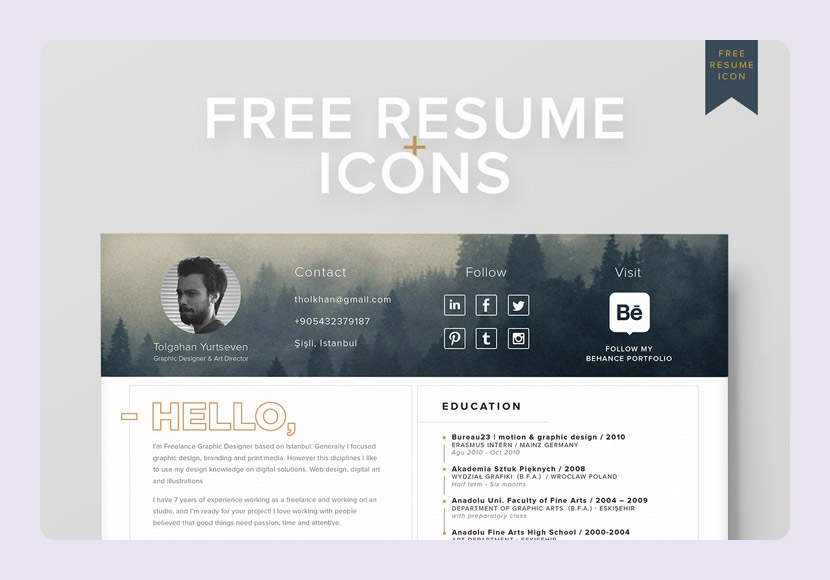 FREE
RESUME
ICON
FREE RESUME
+
ICONS
Tolgahan Yurtseven
Graphic Designer & Art Director
Contact
tholkhan@gmail.com
+905432379187
Şişli, Istanbul
Follow
in f
P t
Visit
Bē
FOLLOW MY
BEHANCE PORTFOLIO
- HELLO,
I'm Freelance Graphic Designer based on Istanbul. Generally I focused
graphic design, branding and print media. However this diciplines I like
to use my design knowledge on digital solutions. Web design, digital art
and illustrations
I have 7 years of experience working as a freelance and working on an
studio, and I'm ready for your project! I love working with people
believed that good things need passion, time and attentive.
EDUCATION
Bureau23 | motion & graphic design / 2010
ERASMUS INTERN / MAINZ GERMANY
Agu 2010 - Oct 2010
Akademia Sztuk Pięknych / 2008
WYDZIAŁ GRAFIKI (B.F.A.) / WROCLAW POLAND
Half term - Six months
Anadolu Uni. Faculty of Fine Arts / 2004 – 2009
DEPARTMENT OF GRAPHIC ARTS (B.F.A.) - ESKIŞEHIR
with preparatory class
Anadolu Fine Arts High School / 2000-2004
ART DEPARTMENT - ESKIŞEHIR